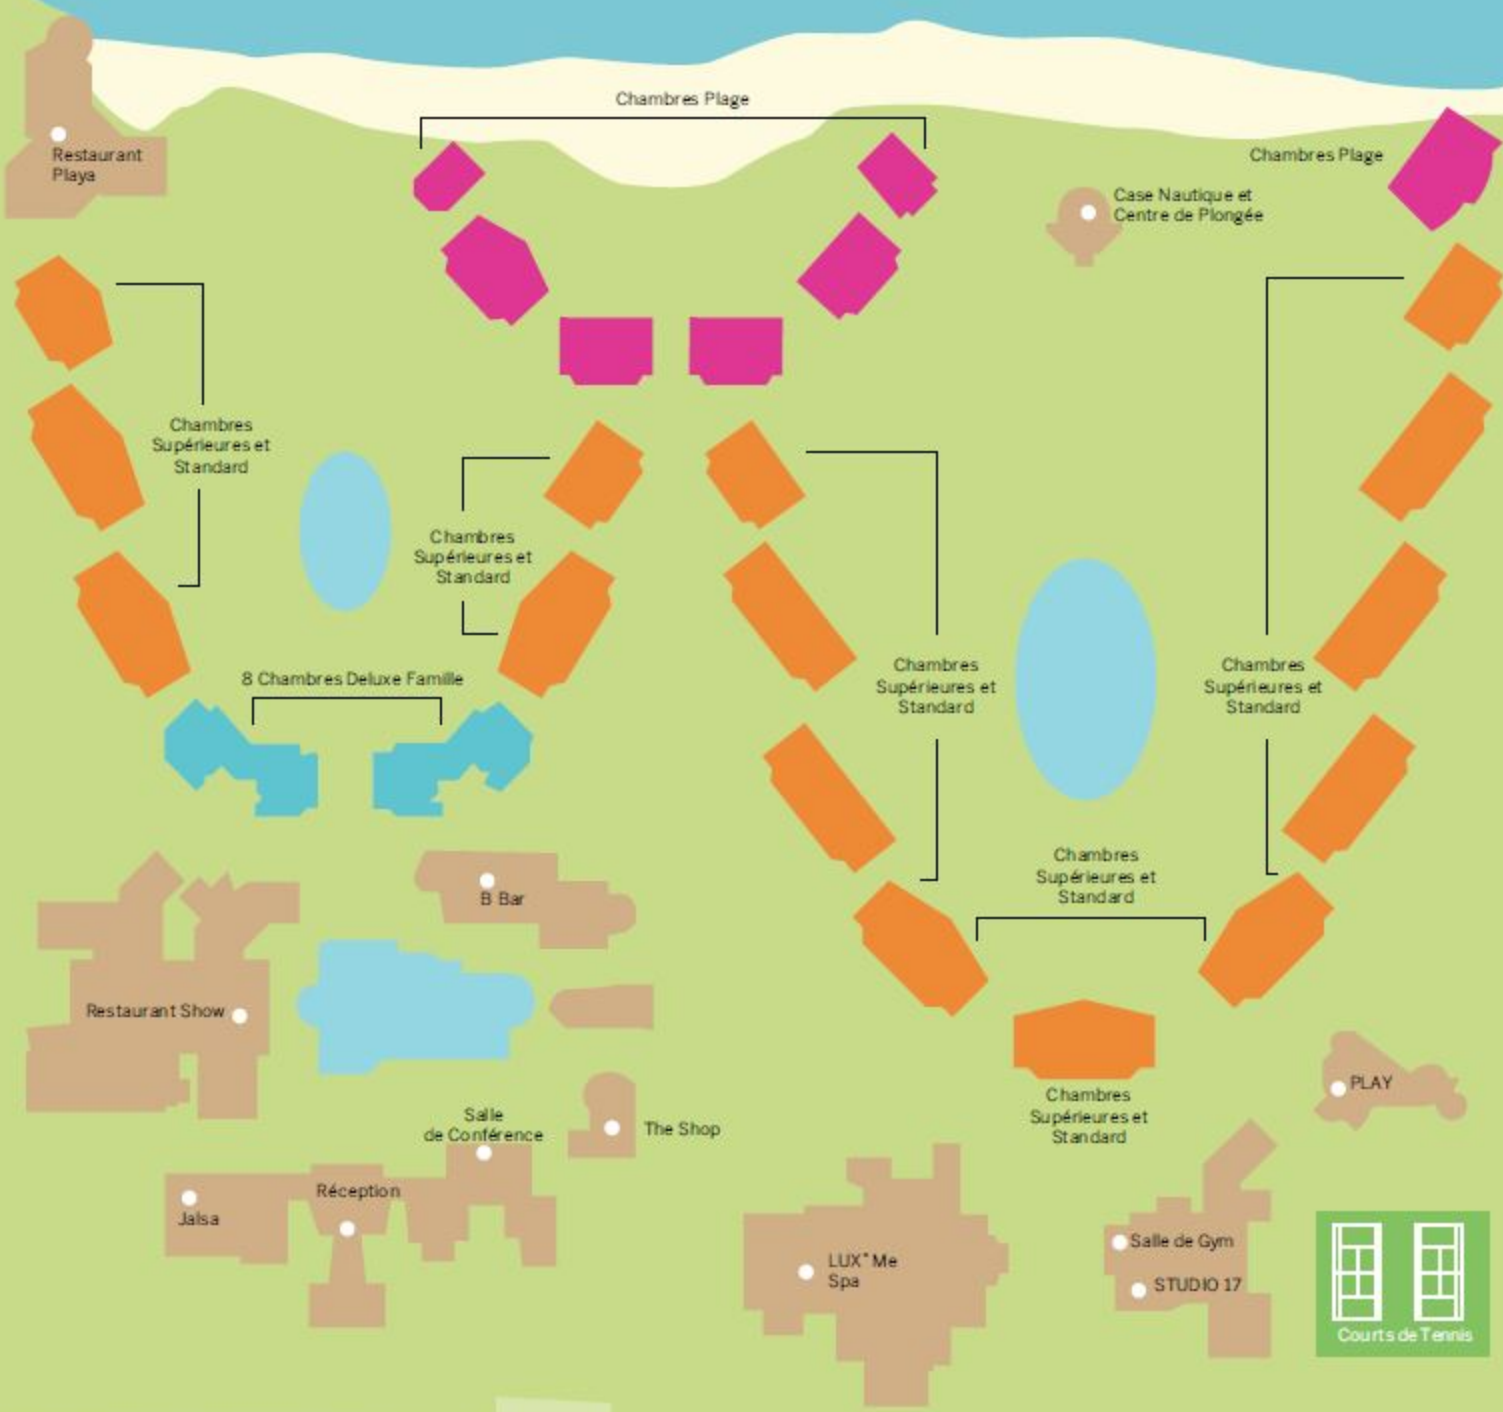 Chambres Plage
Restaurant
Playa
Chambres Plage
Case Nautique et
Centre de Plongée
Chambres
Supérieures et
Standard
Chambres
Supérieures et
Standard
8 Chambres Deluxe Famille
Chambres
Supérieures et
Standard
Chambres
Supérieures et
Standard
Chambres
Supérieures et
Standard
B Bar
Restaurant Show
Chambres
Supérieures et
Standard
PLAY
Salle
de Conférence
The Shop
Réception
Jalsa
LUX* Me
Spa
Salle de Gym
STUDIO 17
Courts de Tennis